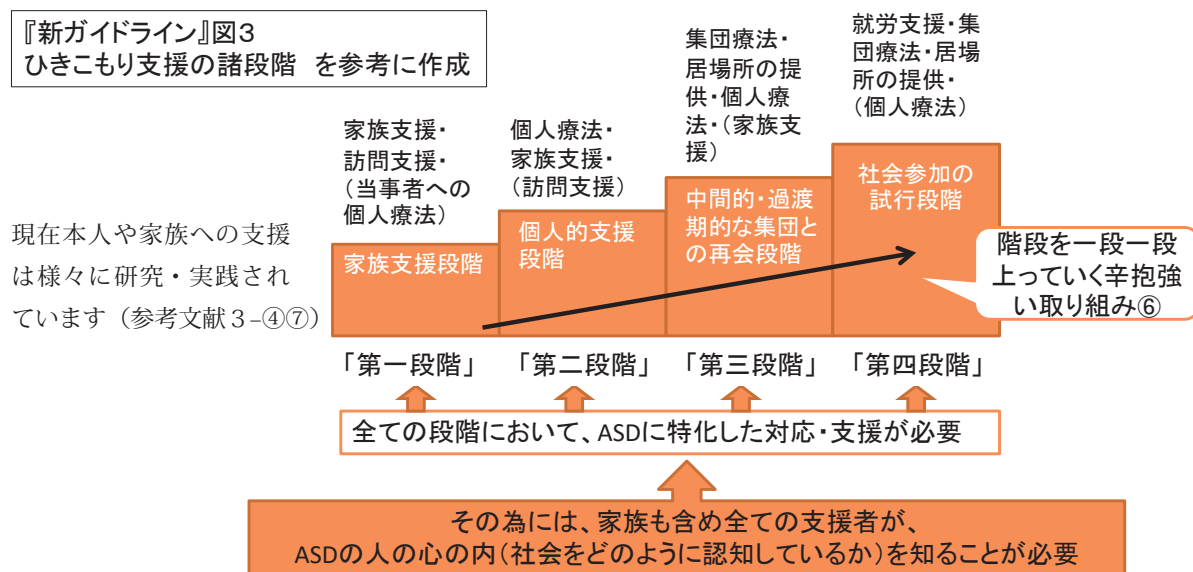 『新ガイドライン』図3
ひきこもり支援の諸段階 を参考に作成
現在本人や家族への支援
は様々に研究・実践され
ています（参考文献３−④⑦）
家族支援・
訪問支援・
(当事者への
個人療法)
個人療法・
家族支援・
(訪問支援)
集団療法・
居場所の提
供・個人療
法・(家族支
援)
就労支援・集
団療法・居場
所の提供・
(個人療法)
家族支援段階
個人的支援
段階
中間的・過渡
期的な集団と
の再会段階
社会参加の
試行段階
階段を一段一段
上っていく辛抱強
い取り組み⑥
「第一段階」
「第二段階」
「第三段階」
「第四段階」
全ての段階において、ASDに特化した対応・支援が必要
その為には、家族も含め全ての支援者が、
ASDの人の心の内(社会をどのように認知しているか)を知ることが必要